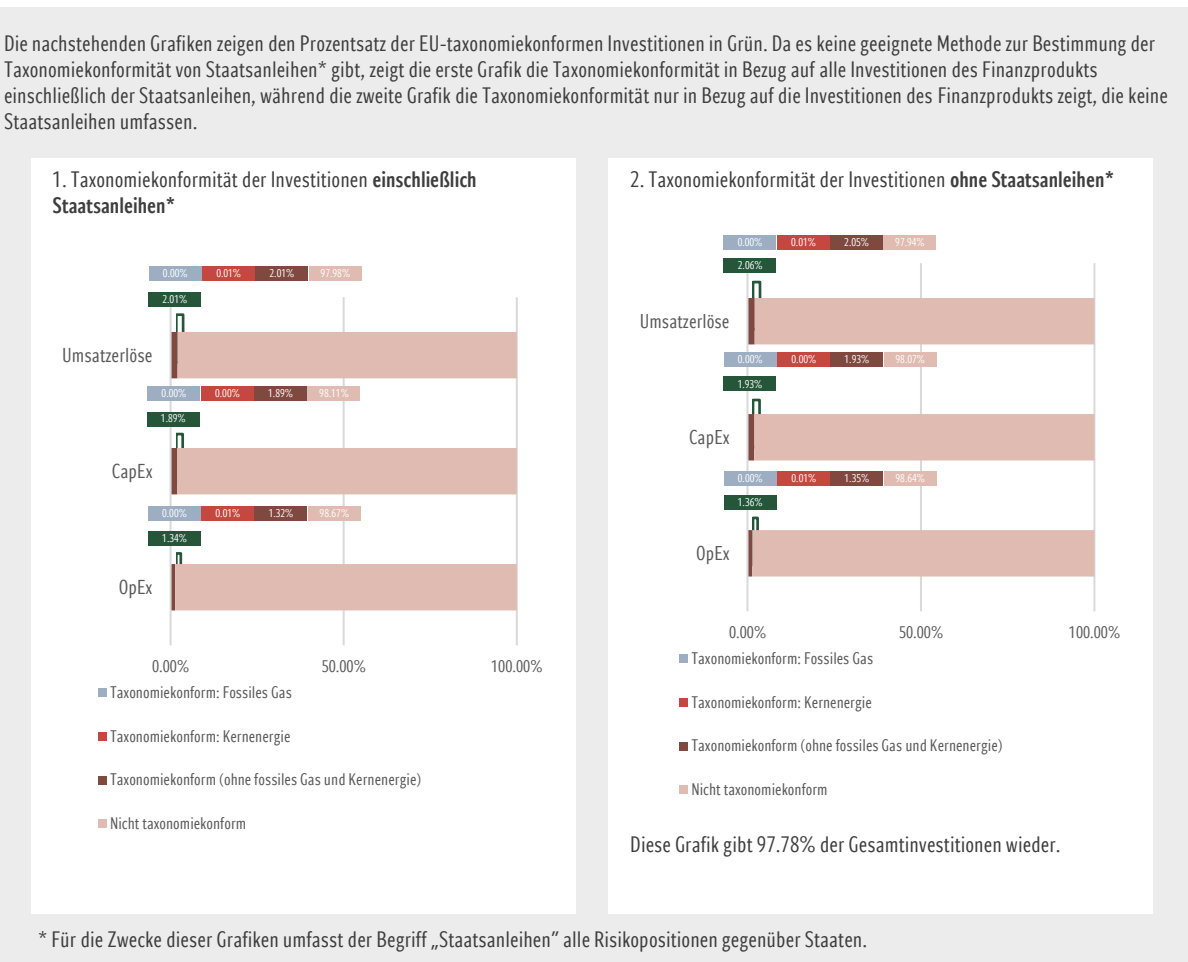 Die nachstehenden Grafiken zeigen den Prozentsatz der EU-taxonomiekonformen Investitionen in Grün. Da es keine geeignete Methode zur Bestimmung der
Taxonomiekonformität von Staatsanleihen* gibt, zeigt die erste Grafik die Taxonomiekonformität in Bezug auf alle Investitionen des Finanzprodukts
einschließlich der Staatsanleihen, während die zweite Grafik die Taxonomiekonformität nur in Bezug auf die Investitionen des Finanzprodukts zeigt, die keine
Staatsanleihen umfassen.
1. Taxonomiekonformität der Investitionen einschließlich
Staatsanleihen*
0.00% 0.01% 2.01% 97.98%
2.01%
Umsatzerlöse
0.00% 0.00% 1.89% 98.11%
1.89%
CapEx
0.00% 0.01% 1.32% 98.67%
1.34%
OpEx
0.00% 50.00% 100.00%
Taxonomiekonform: Fossiles Gas
Taxonomiekonform: Kernenergie
Taxonomiekonform (ohne fossiles Gas und Kernenergie)
Nicht taxonomiekonform
2. Taxonomiekonformität der Investitionen ohne Staatsanleihen*
0.00% 0.01% 2.05% 97.94%
2.06%
Umsatzerlöse
0.00% 0.00% 1.93% 98.07%
1.93%
CapEx
0.00% 0.01% 1.35% 98.64%
1.36%
OpEx
0.00% 50.00% 100.00%
Taxonomiekonform: Fossiles Gas
Taxonomiekonform: Kernenergie
Taxonomiekonform (ohne fossiles Gas und Kernenergie)
Nicht taxonomiekonform
Diese Grafik gibt 97.78% der Gesamtinvestitionen wieder.
* Für die Zwecke dieser Grafiken umfasst der Begriff „Staatsanleihen" alle Risikopositionen gegenüber Staaten.